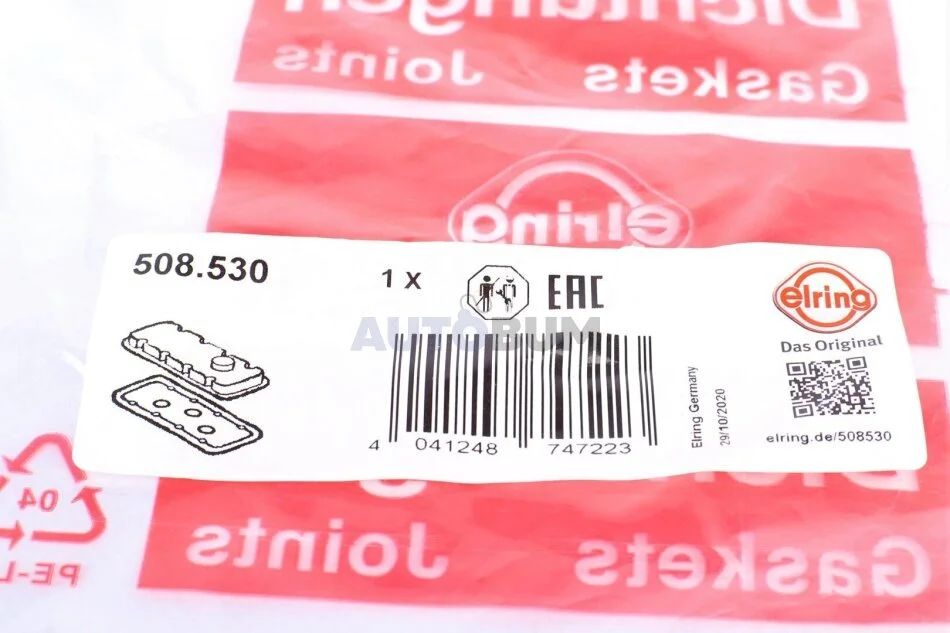 Dichtungen
Gaskets Joints
elring
508.530
1 X
EAC
elring
Das Original
AUTOBUM
4 041248 747223
Elring Germany
29/10/2020
elring.de/508530
04
PE-L
Gaskets Joints